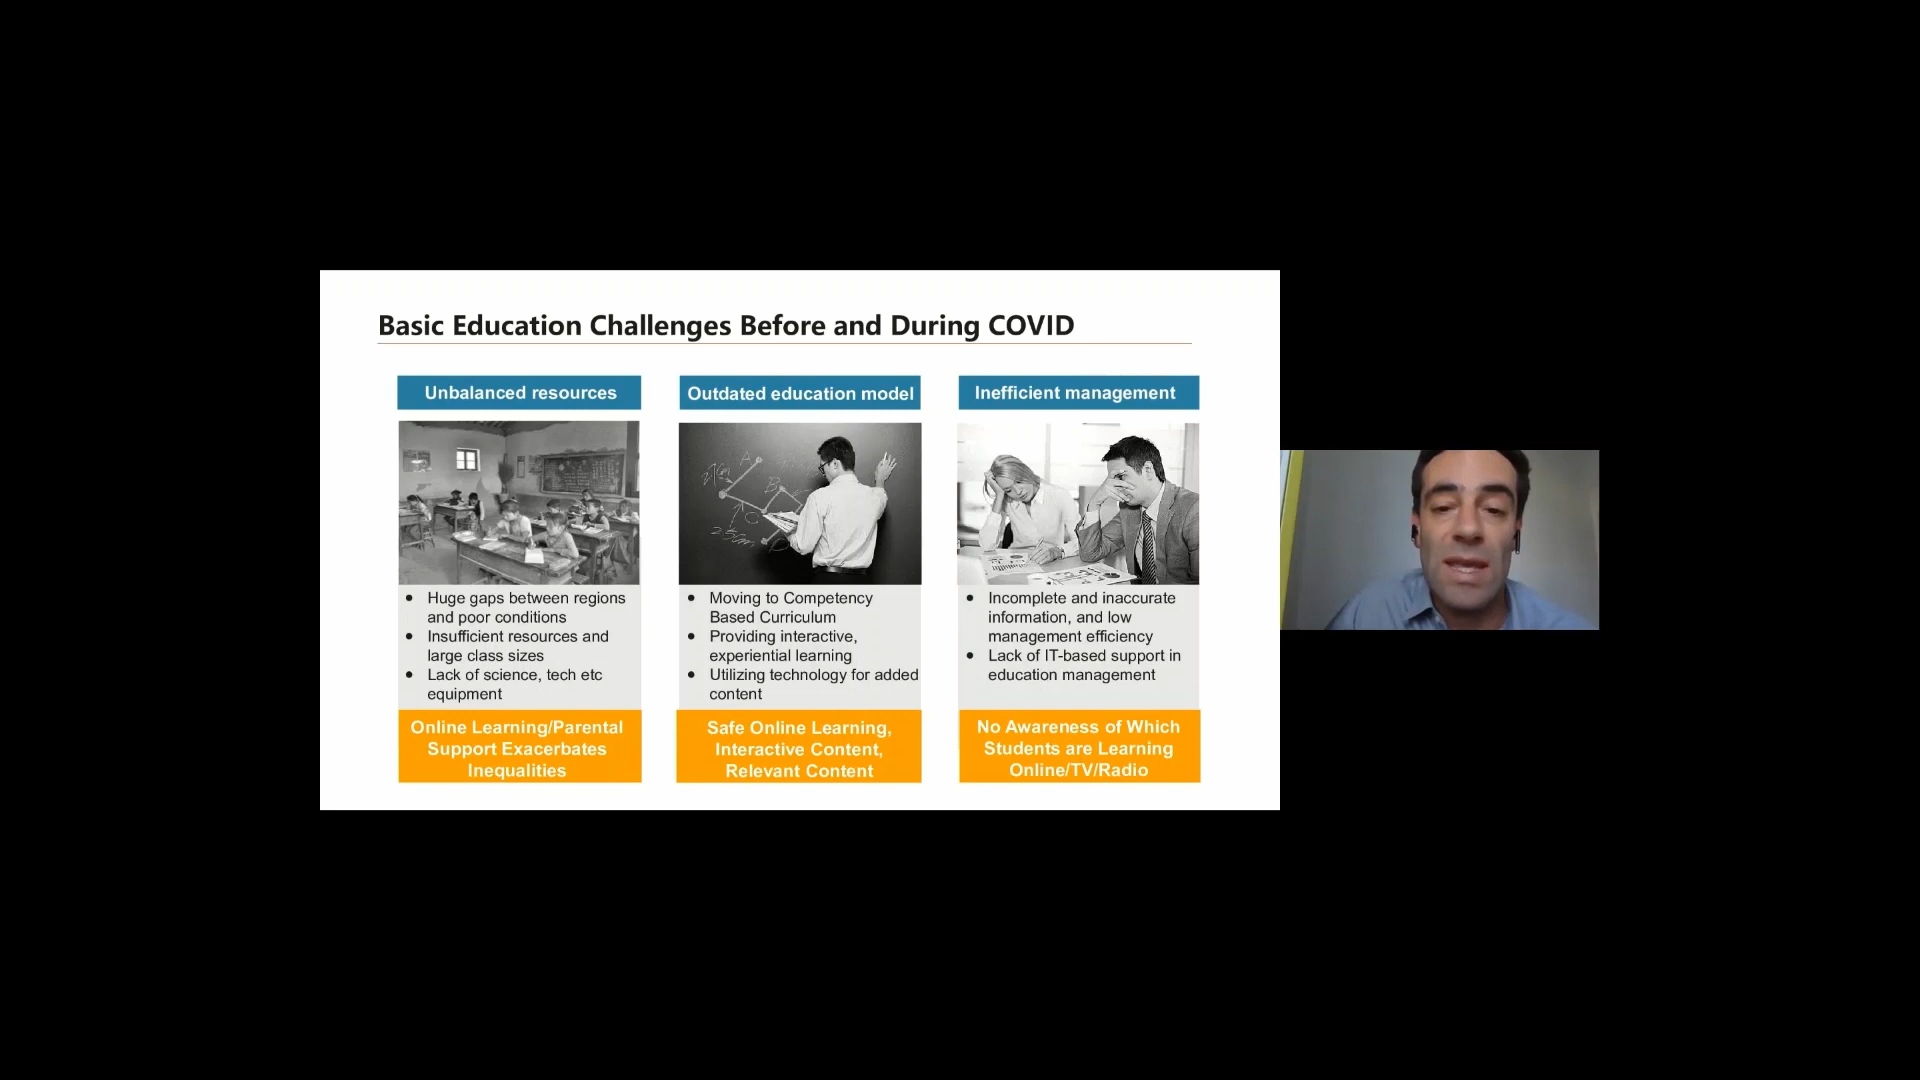 Basic Education Challenges Before and During COVID
Unbalanced resources
Huge gaps between regions
and poor conditions
Insufficient resources and
large class sizes
Lack of science, tech etc
equipment
Online Learning/Parental
Support Exacerbates
Inequalities
Outdated education model
A
B
C
Moving to Competency
Based Curriculum
Providing interactive,
experiential learning
Utilizing technology for added
content
Safe Online Learning,
Interactive Content,
Relevant Content
Inefficient management
Incomplete and inaccurate
information, and low
management efficiency
Lack of IT-based support in
education management
No Awareness of Which
Students are Learning
Online/TV/Radio